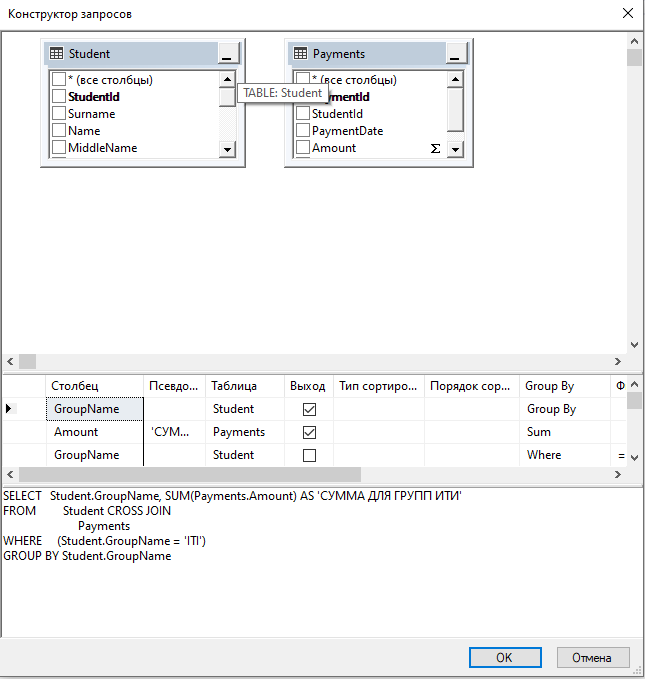 Конструктор запросов
Student
Payments
* (все столбцы)
StudentId
Surname
Name
MiddleName
TABLE: Student
* (все столбцы)
StudentId
PaymentDate
Amount Σ
Столбец Псевдо... Таблица Выход Тип сортиро... Порядок сор... Group By Ф
GroupName Student Group By
Amount 'СУМ... Payments Sum
GroupName Student Where =
SELECT Student.GroupName, SUM(Payments.Amount) AS 'СУММА ДЛЯ ГРУПП ИТИ'
FROM Student CROSS JOIN
Payments
WHERE (Student.GroupName = 'ITI')
GROUP BY Student.GroupName
OK Отмена